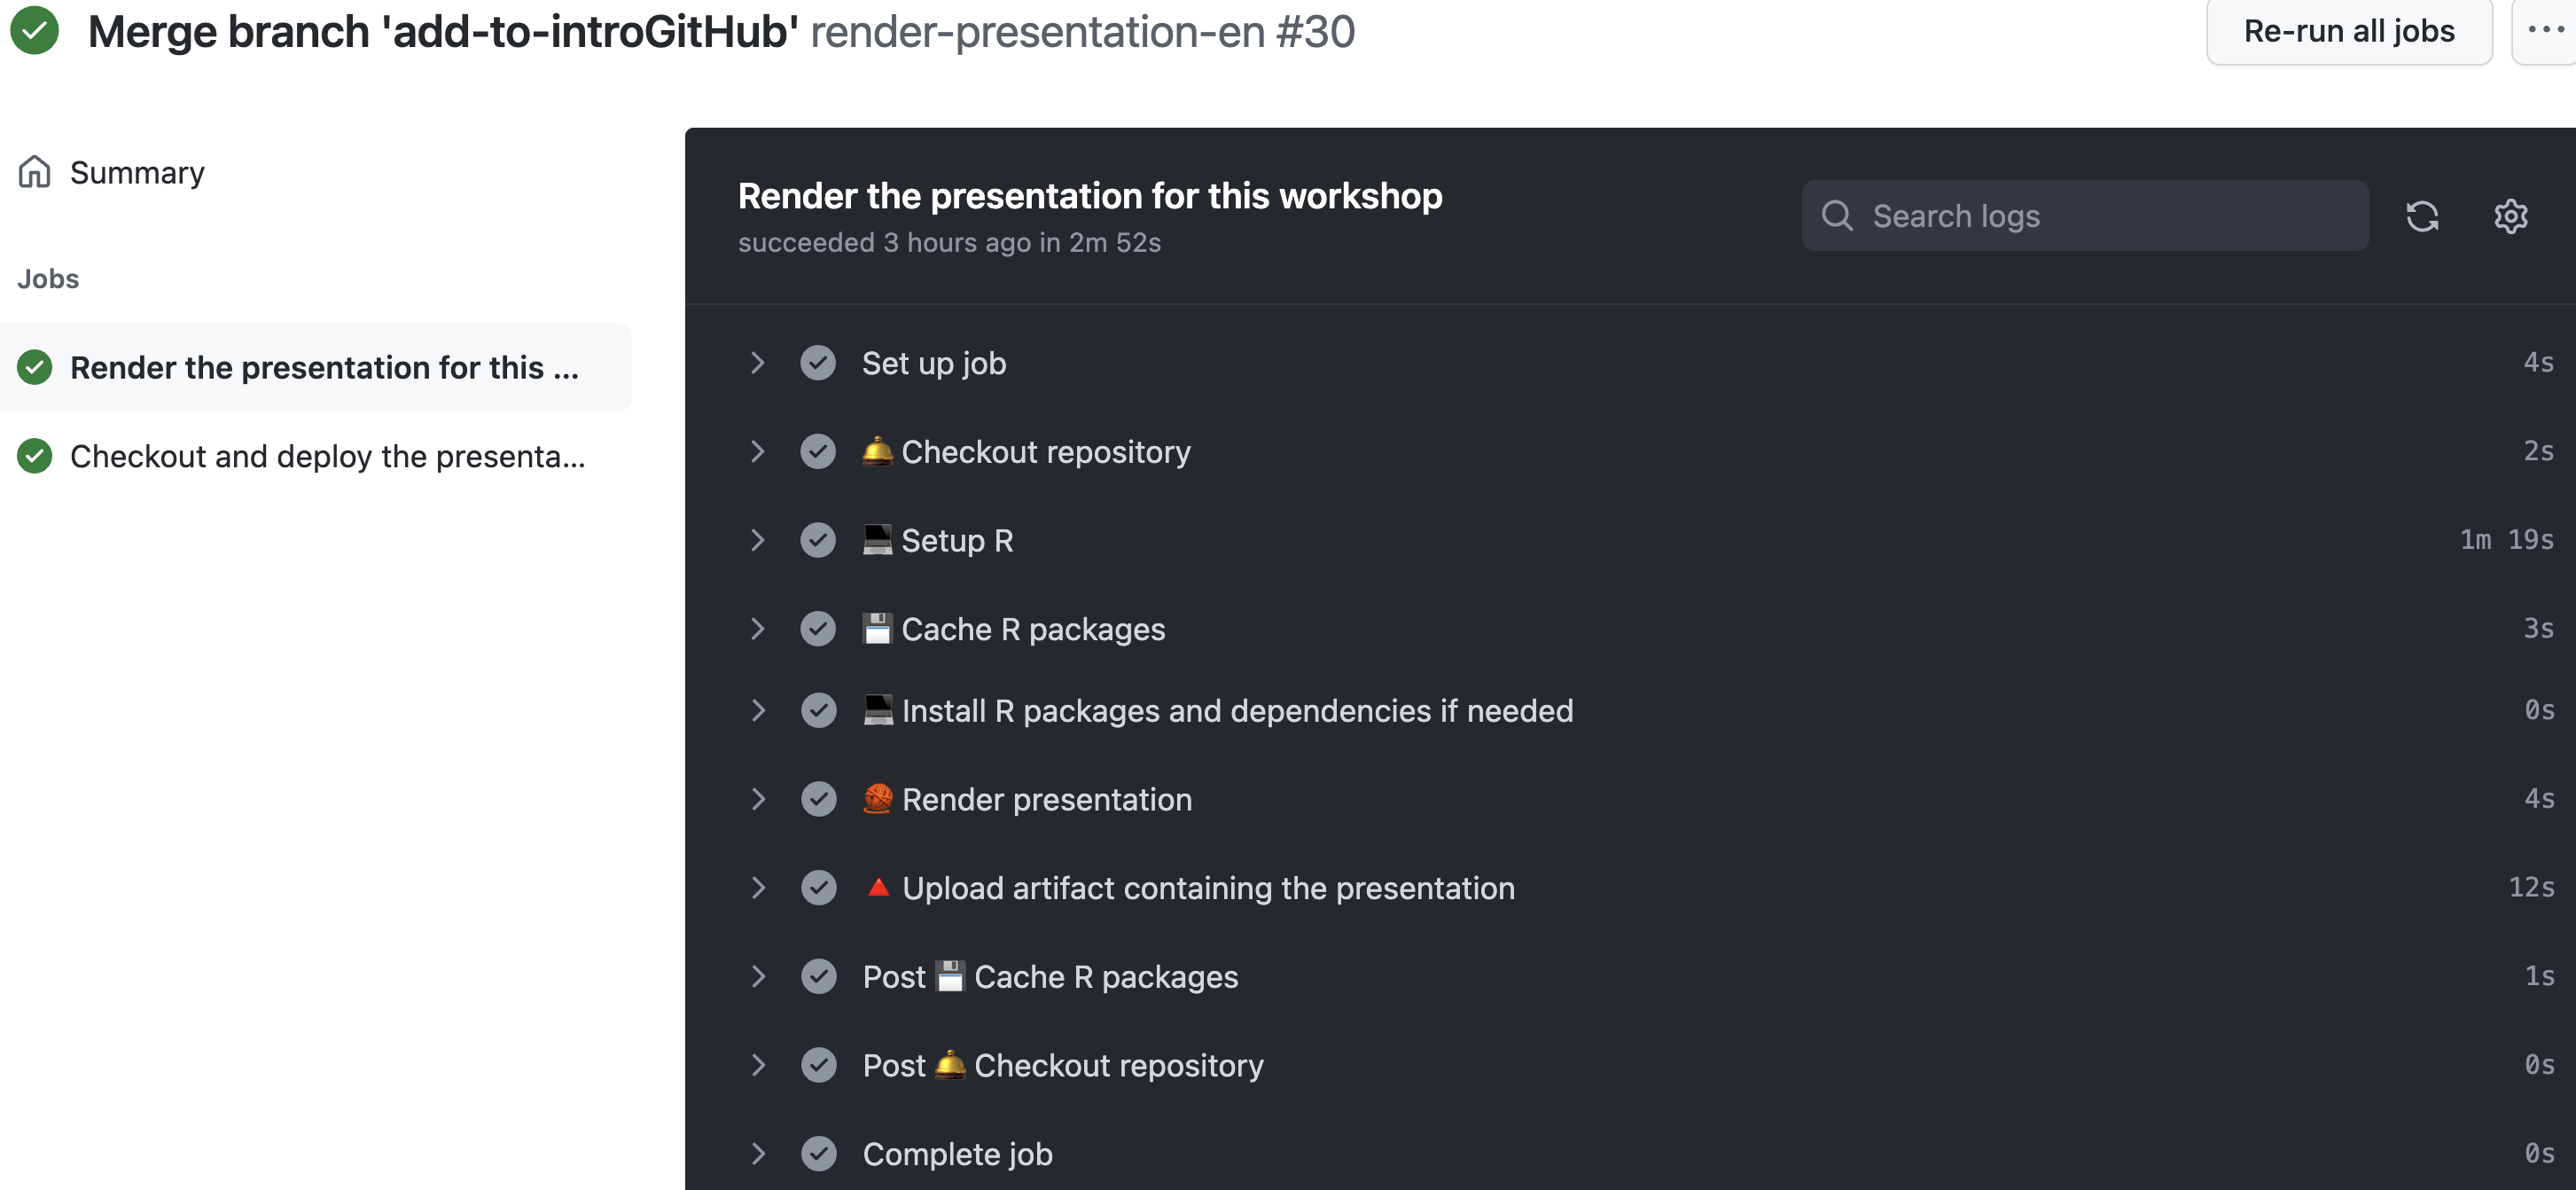 Merge branch 'add-to-introGitHub' render-presentation-en #30
Re-run all jobs
Summary
Jobs
Render the presentation for this ...
Checkout and deploy the presenta...
Render the presentation for this workshop
succeeded 3 hours ago in 2m 52s
Search logs
Set up job 4s
🛎 Checkout repository 2s
💻 Setup R 1m 19s
💾 Cache R packages 3s
💻 Install R packages and dependencies if needed 0s
🧶 Render presentation 4s
🔺 Upload artifact containing the presentation 12s
Post 💾 Cache R packages 1s
Post 🛎 Checkout repository 0s
Complete job 0s